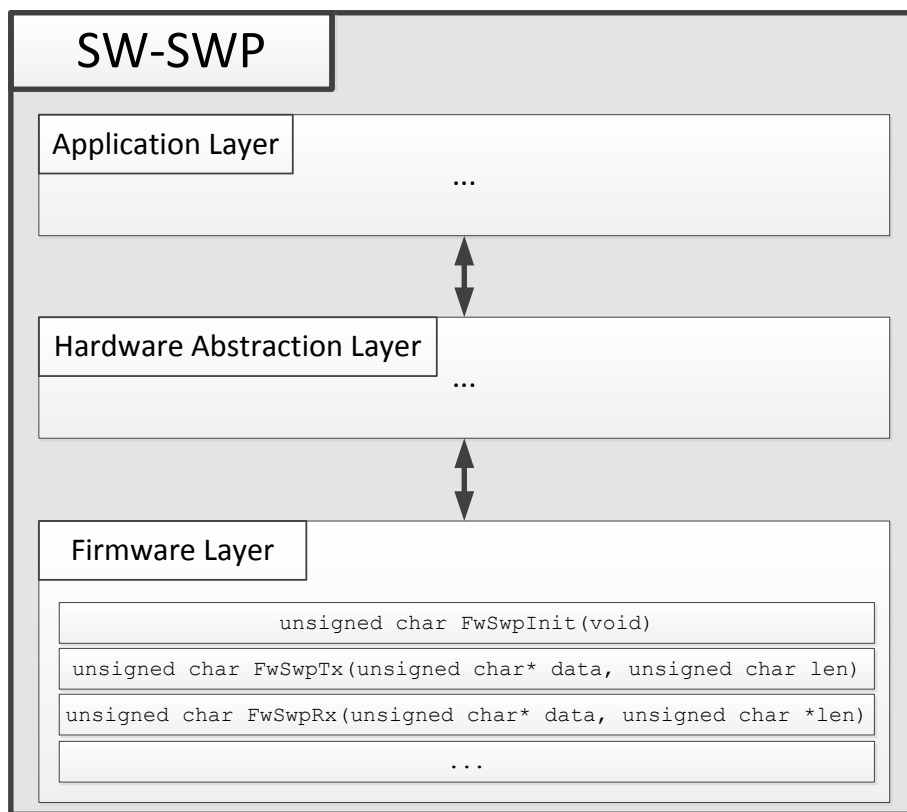 SW-SWP
Application Layer
...
Hardware Abstraction Layer
...
Firmware Layer
unsigned char FwSwpInit(void)
unsigned char FwSwpTx(unsigned char* data, unsigned char len)
unsigned char FwSwpRx(unsigned char* data, unsigned char *len)
...